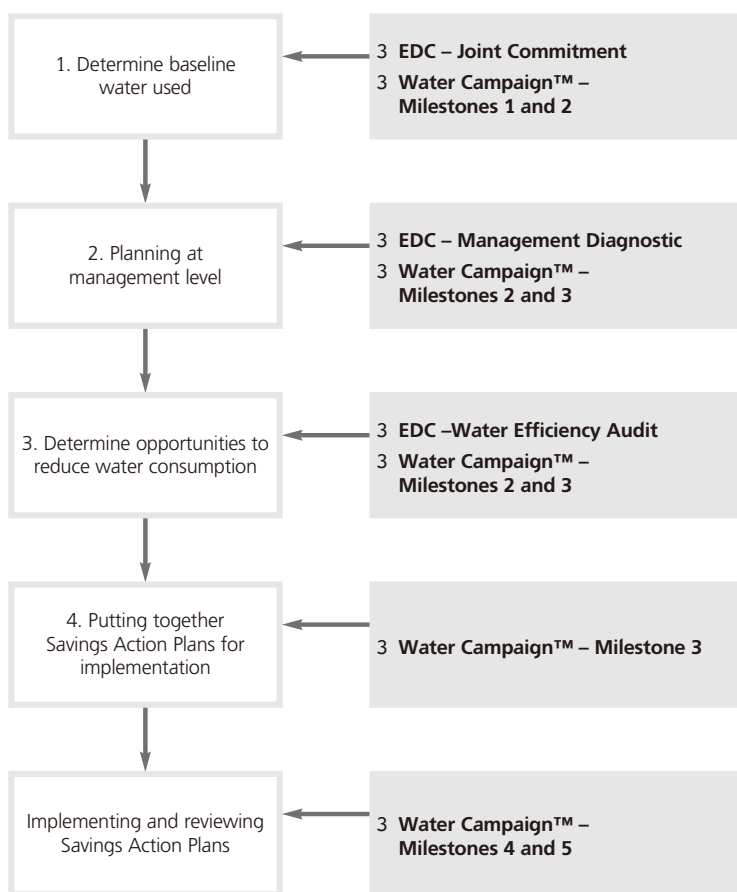 1. Determine baseline
water used
3 EDC – Joint Commitment
3 Water Campaign™ –
Milestones 1 and 2
2. Planning at
management level
3 EDC – Management Diagnostic
3 Water Campaign™ –
Milestones 2 and 3
3. Determine opportunities to
reduce water consumption
3 EDC –Water Efficiency Audit
3 Water Campaign™ –
Milestones 2 and 3
4. Putting together
Savings Action Plans for
implementation
3 Water Campaign™ – Milestone 3
Implementing and reviewing
Savings Action Plans
3 Water Campaign™ –
Milestones 4 and 5